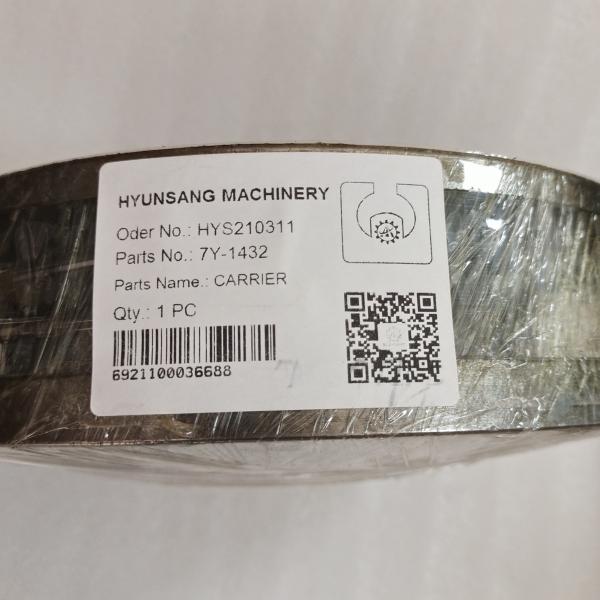 HYUNSANG MACHINERY
Oder No.: HYS210311
Parts No.: 7Y-1432
Parts Name.: CARRIER
Qty.: 1 PC
6921100036688